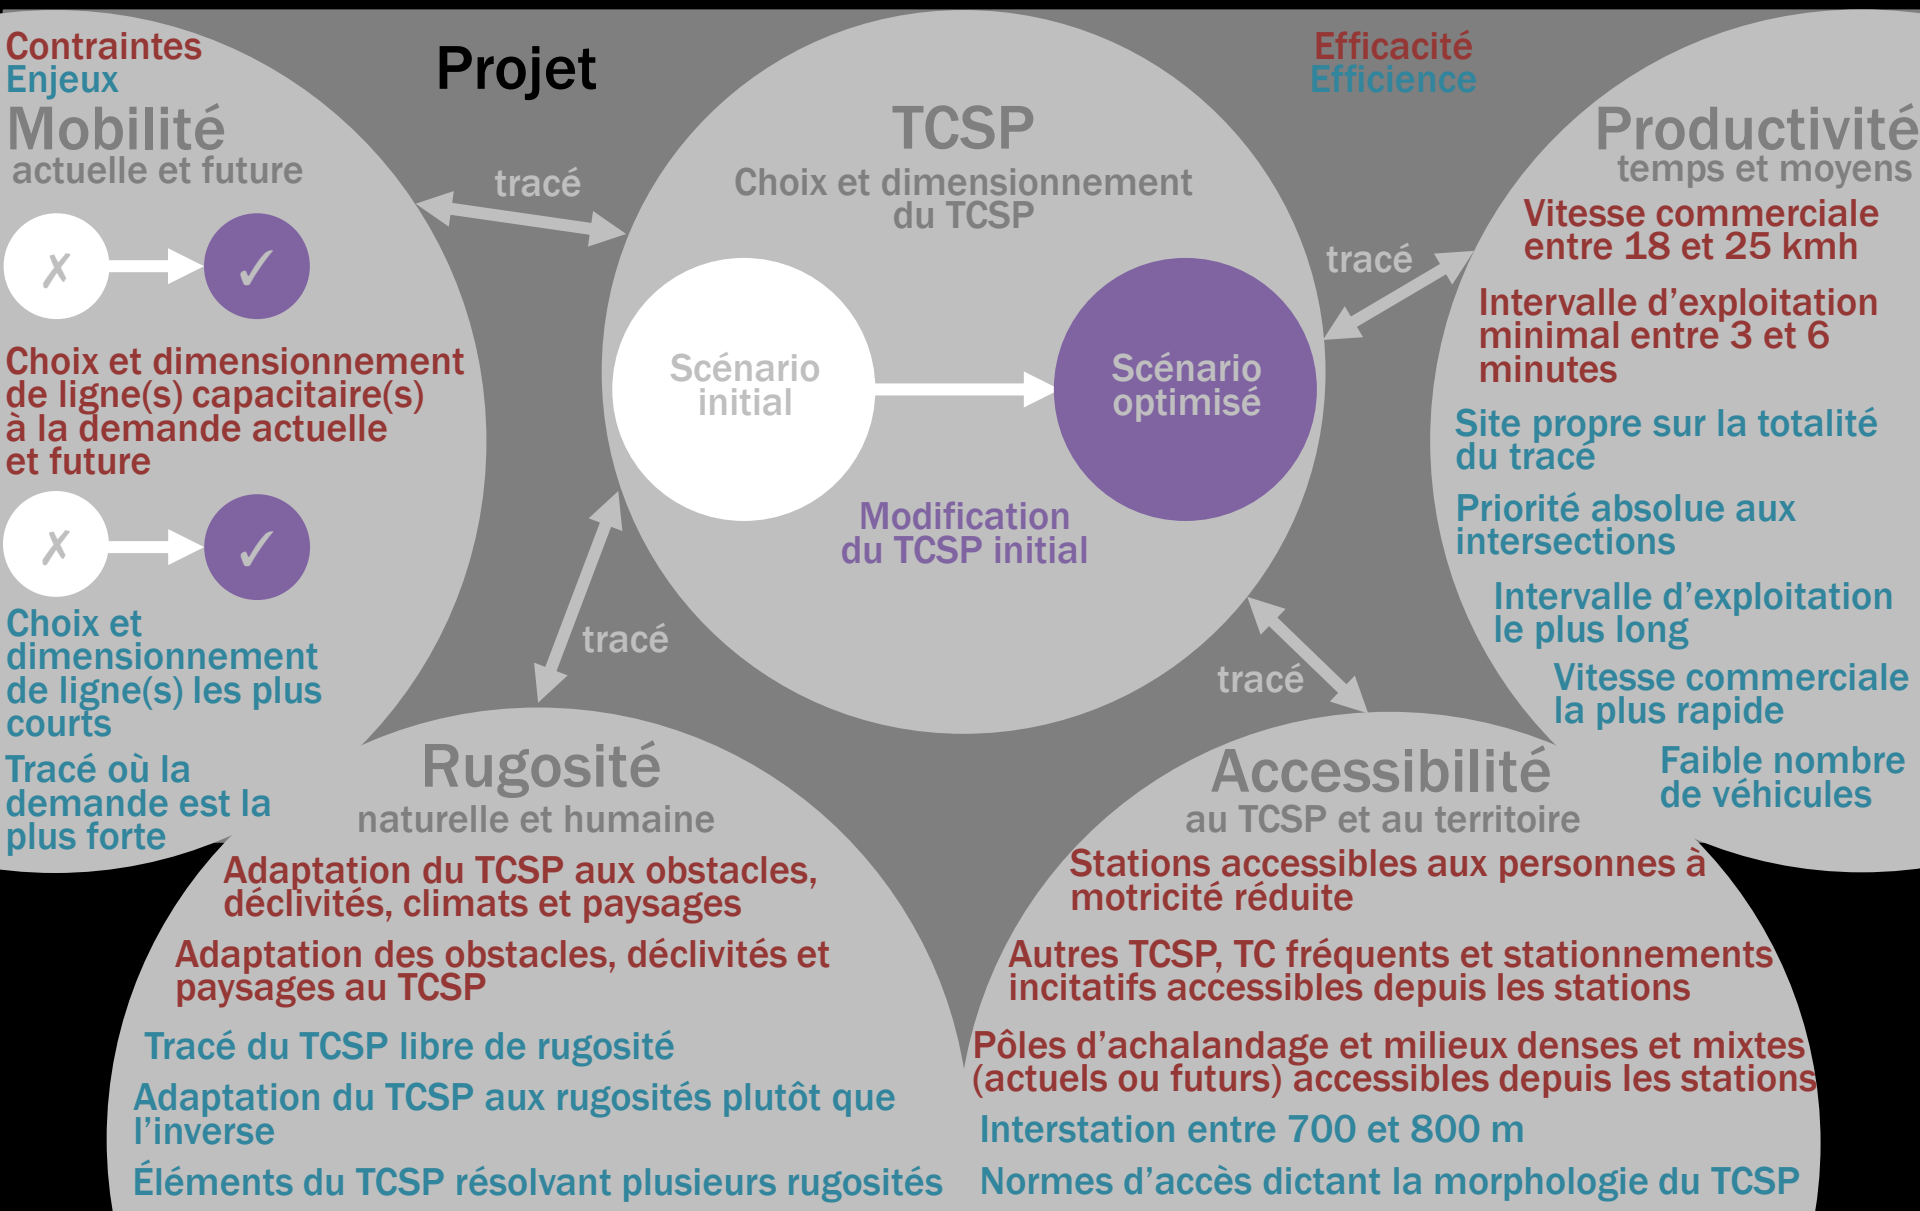 Contraintes
Enjeux
Mobilité
actuelle et future
✗
✓
Choix et dimensionnement
de ligne(s) capacitaire(s)
à la demande actuelle
et future
✗
✓
Choix et
dimensionnement
de ligne(s) les plus
courts
Tracé où la
demande est la
plus forte
Projet
tracé
TCSP
Choix et dimensionnement
du TCSP
Scénario
initial
Scénario
optimisé
Modification
du TCSP initial
tracé
tracé
tracé
Efficacité
Efficience
Productivité
temps et moyens
Vitesse commerciale
entre 18 et 25 kmh
Intervalle d’exploitation
minimal entre 3 et 6
minutes
Site propre sur la totalité
du tracé
Priorité absolue aux
intersections
Intervalle d’exploitation
le plus long
Vitesse commerciale
la plus rapide
Faible nombre
de véhicules
Rugosité
naturelle et humaine
Adaptation du TCSP aux obstacles,
déclivités, climats et paysages
Adaptation des obstacles, déclivités et
paysages au TCSP
Tracé du TCSP libre de rugosité
Adaptation du TCSP aux rugosités plutôt que
l’inverse
Éléments du TCSP résolvant plusieurs rugosités
Accessibilité
au TCSP et au territoire
Stations accessibles aux personnes à
motricité réduite
Autres TCSP, TC fréquents et stationnements
incitatifs accessibles depuis les stations
Pôles d’achalandage et milieux denses et mixtes
(actuels ou futurs) accessibles depuis les stations
Interstation entre 700 et 800 m
Normes d’accès dictant la morphologie du TCSP